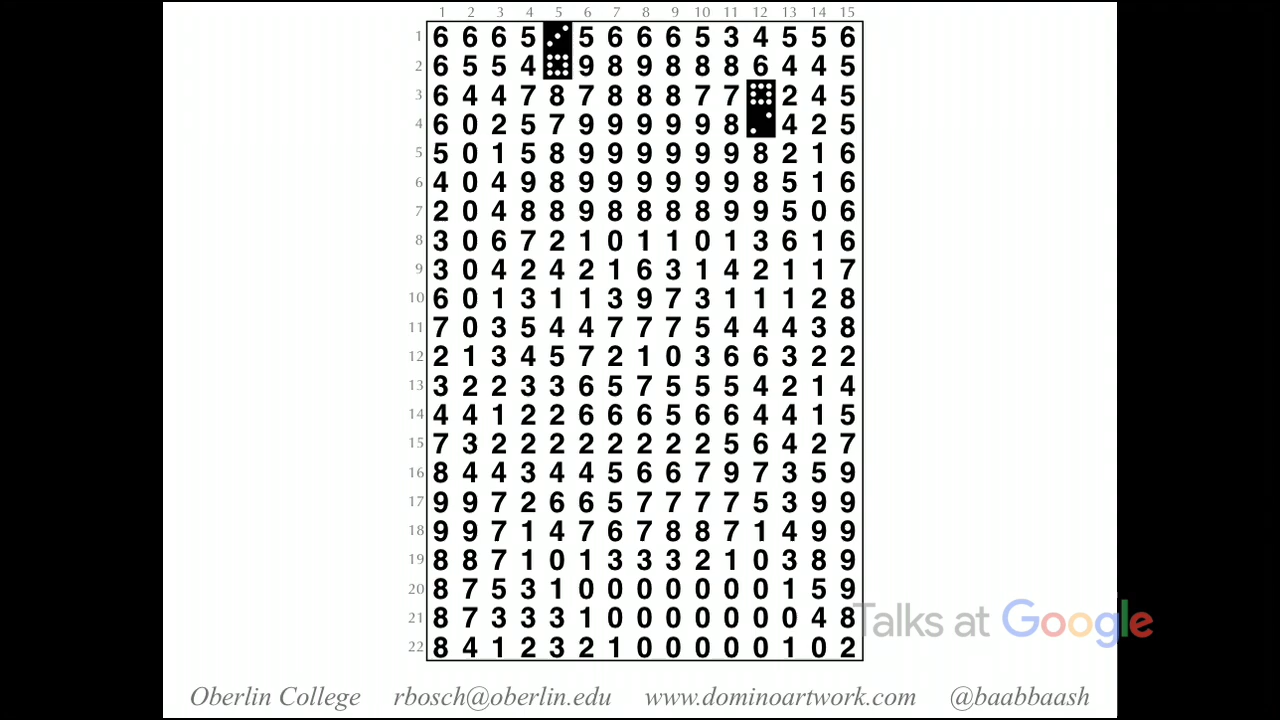 1 2 3 4 5 6 7 8 9 10 11 12 13 14 15
1 6 6 6 5 5 6 6 6 5 3 4 5 5 6
2 6 5 5 4 9 8 9 8 8 8 6 4 4 5
3 6 4 4 7 8 7 8 8 8 7 7 2 4 5
4 6 0 2 5 7 9 9 9 9 9 8 4 2 5
5 5 0 1 5 8 9 9 9 9 9 9 8 2 1 6
6 4 0 4 9 8 9 9 9 9 9 9 8 5 1 6
7 2 0 4 8 8 9 8 8 8 8 9 9 5 0 6
8 3 0 6 7 2 1 0 1 1 0 1 3 6 1 6
9 3 0 4 2 4 2 1 6 3 1 4 2 1 1 7
10 6 0 1 3 1 1 3 9 7 3 1 1 1 2 8
11 7 0 3 5 4 4 7 7 7 5 4 4 4 3 8
12 2 1 3 4 5 7 2 1 0 3 6 6 3 2 2
13 3 2 2 3 3 6 5 7 5 5 5 4 2 1 4
14 4 4 1 2 2 6 6 6 5 6 6 4 4 1 5
15 7 3 2 2 2 2 2 2 2 2 5 6 4 2 7
16 8 4 4 3 4 4 5 6 6 7 9 7 3 5 9
17 9 9 7 2 6 6 5 7 7 7 7 5 3 9 9
18 9 9 7 1 4 7 6 7 8 8 7 1 4 9 9
19 8 8 7 1 0 1 3 3 3 2 1 0 3 8 9
20 8 7 5 3 1 0 0 0 0 0 0 0 1 5 9
21 8 7 3 3 3 1 0 0 0 0 0 0 0 4 8
22 8 4 1 2 3 2 1 0 0 0 0 0 1 0 2
Talks at Google
Oberlin College rbosch@oberlin.edu www.dominoartwork.com @baabbaash